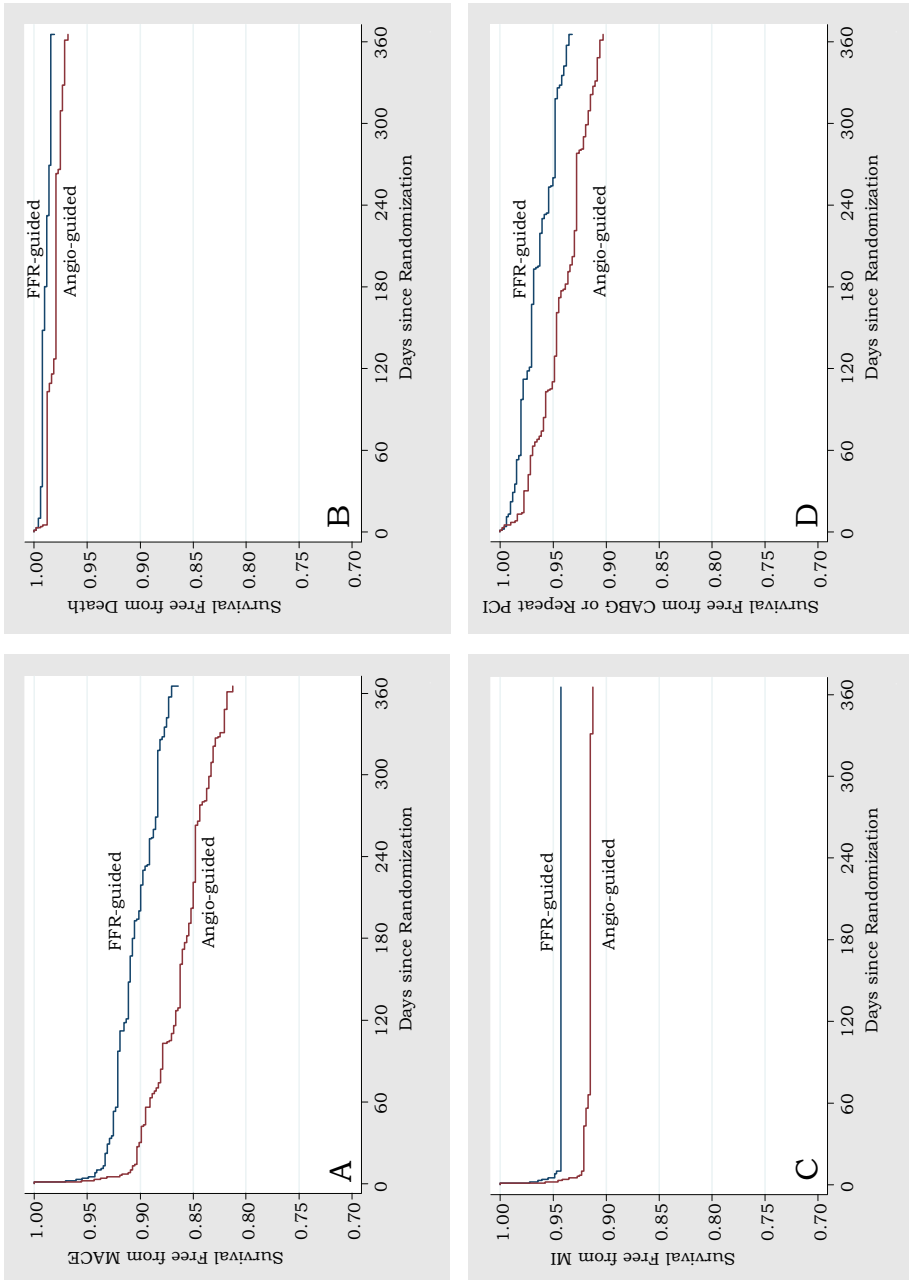 Survival Free from MACE
1.00
0.95
0.90
0.85
0.80
0.75
0.70
FFR-guided
Angio-guided
A
0 60 120 180 240 300 360
Days since Randomization
Survival Free from Death
1.00
0.95
0.90
0.85
0.80
0.75
0.70
FFR-guided
Angio-guided
B
0 60 120 180 240 300 360
Days since Randomization
Survival Free from MI
1.00
0.95
0.90
0.85
0.80
0.75
0.70
FFR-guided
Angio-guided
C
0 60 120 180 240 300 360
Days since Randomization
Survival Free from CABG or Repeat PCI
1.00
0.95
0.90
0.85
0.80
0.75
0.70
FFR-guided
Angio-guided
D
0 60 120 180 240 300 360
Days since Randomization